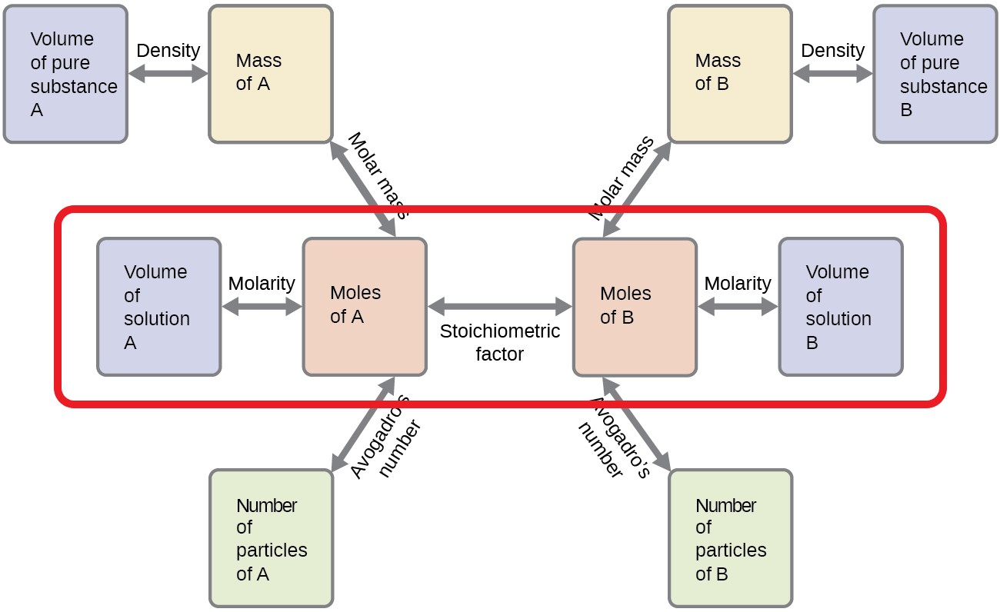 Volume
of pure
substance
A
Density
Mass
of A
Mass
of B
Density
Volume
of pure
substance
B
Molar mass
Molar mass
Volume
of
solution
A
Molarity
Moles
of A
Stoichiometric
factor
Moles
of B
Molarity
Volume
of
solution
B
Avogadro's
number
Avogadro's
number
Number
of
particles
of A
Number
of
particles
of B